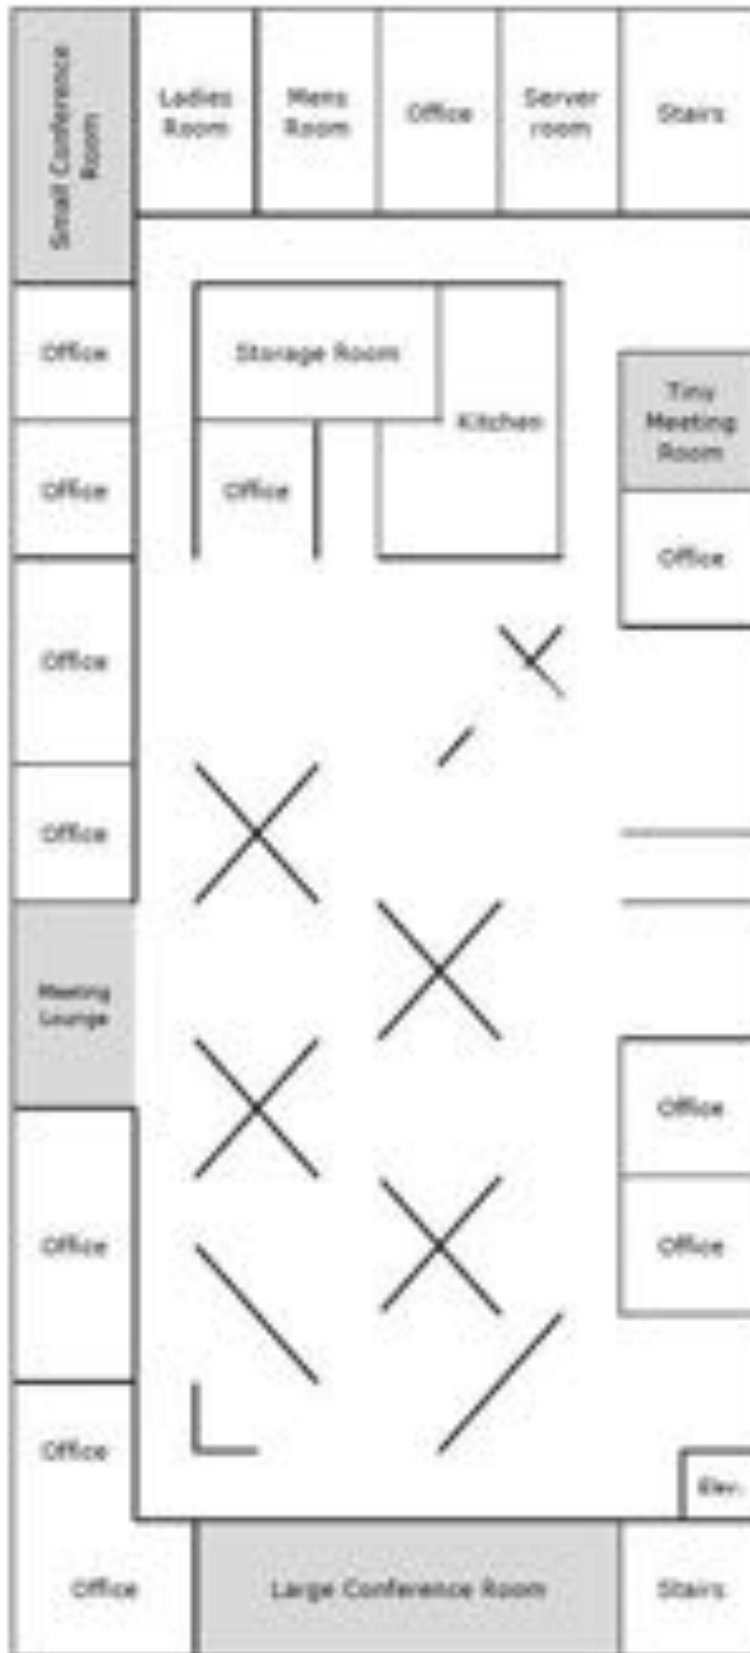 Small Conference
Room
Ladies
Room
Mens
Room
Office
Server
room
Stairs
Office
Storage Room
Kitchen
Tiny
Meeting
Room
Office
Office
Office
Office
Office
Meeting
Lounge
Office
Office
Office
Office
Elev.
Office
Large Conference Room
Stairs